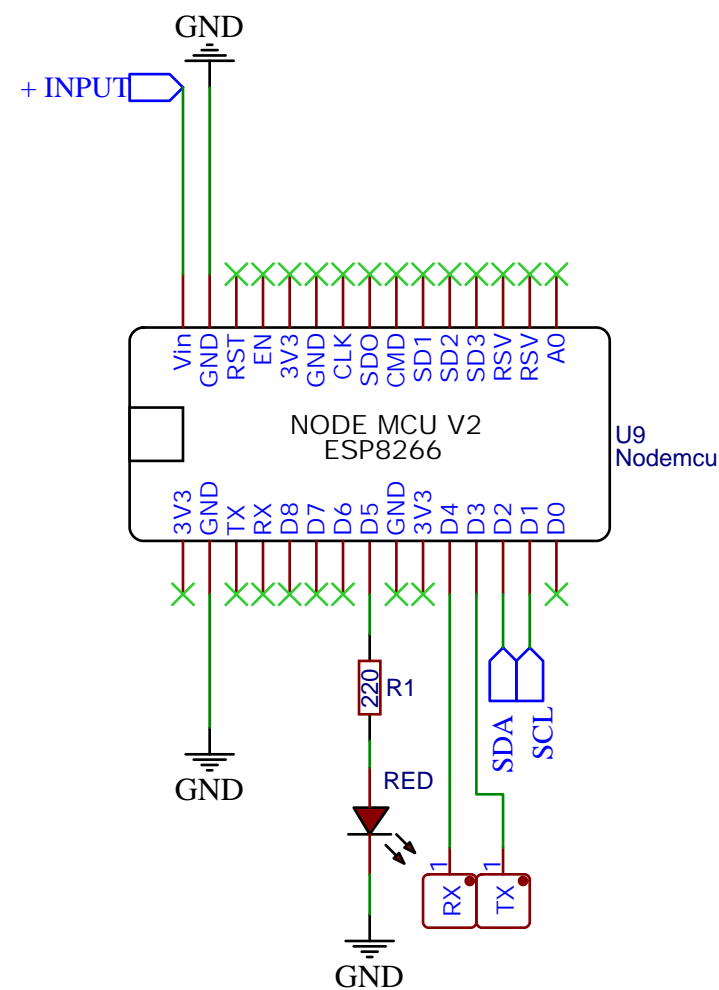 GND
+ INPUT
Vin
GND
RST
EN
3V3
GND
CLK
SDO
CMD
SD1
SD2
SD3
RSV
RSV
A0
NODE MCU V2
ESP8266
U9
Nodemcu
3V3
GND
TX
RX
D8
D7
D6
D5
GND
3V3
D4
D3
D2
D1
D0
220
R1
SDA
SCL
GND
RED
1
1
RX
TX
GND